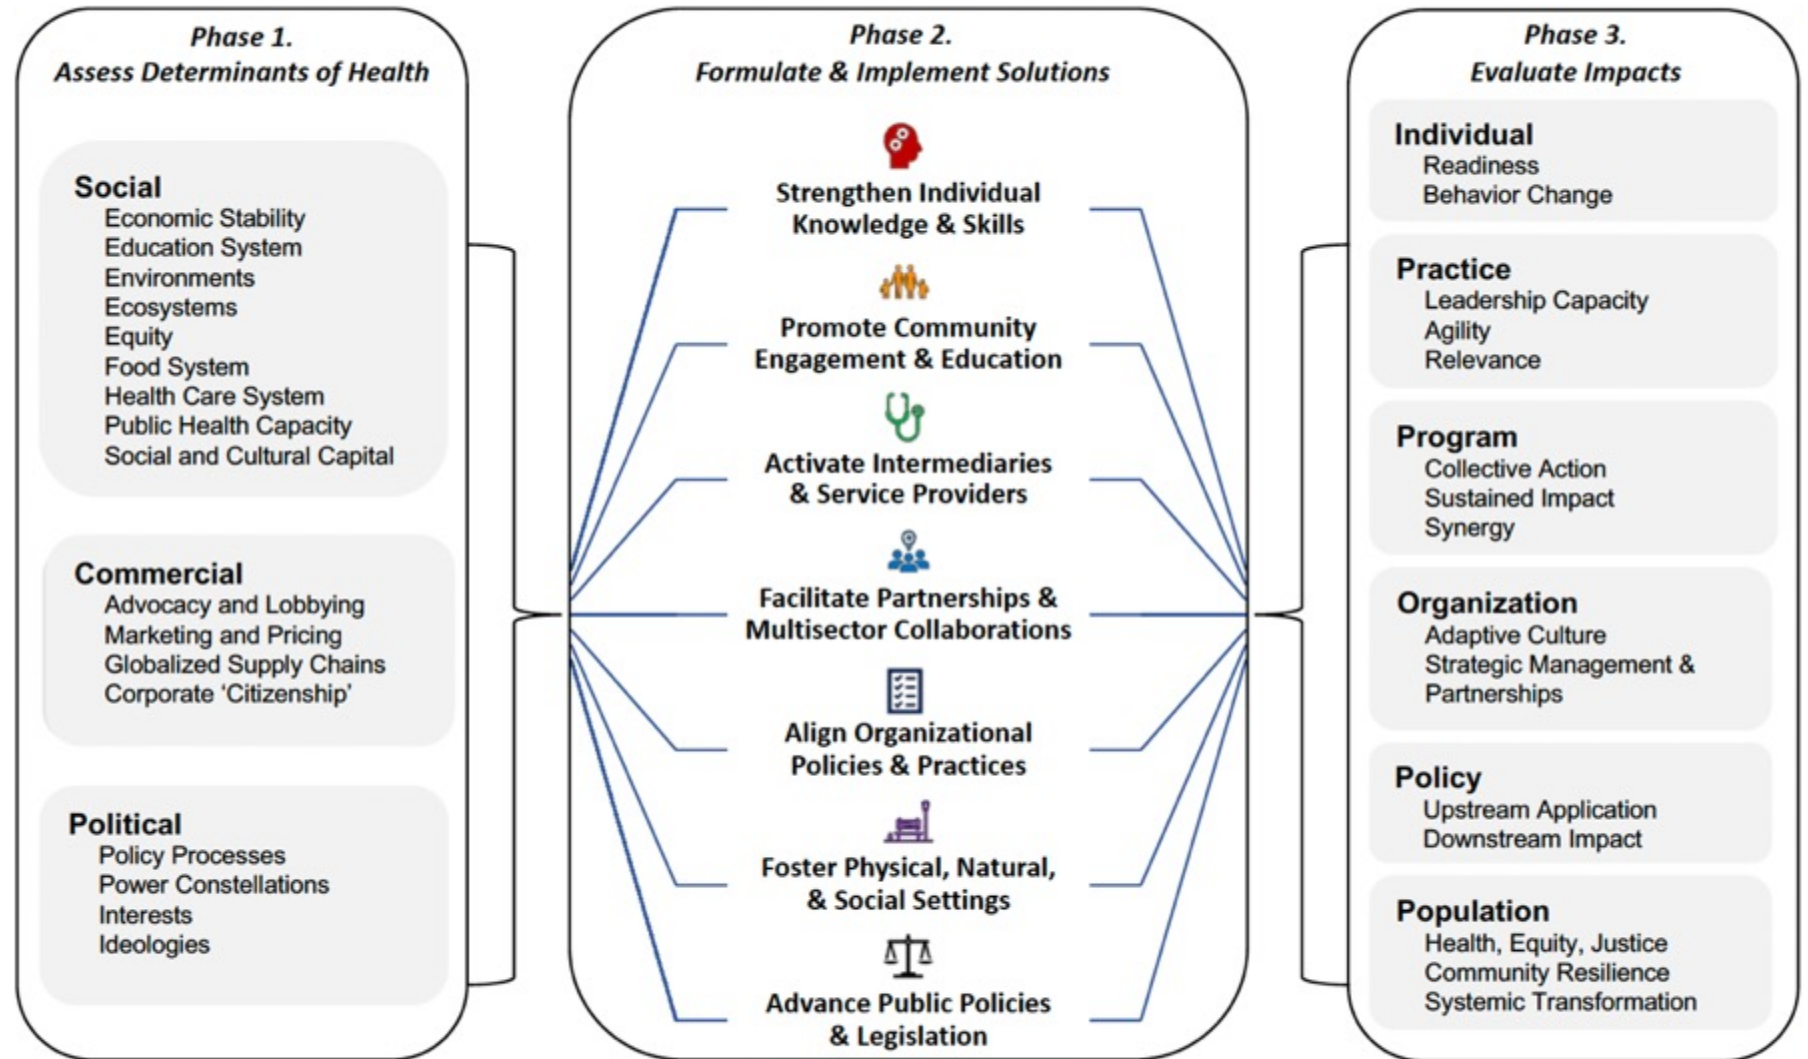 Phase 1.
Assess Determinants of Health
Social
Economic Stability
Education System
Environments
Ecosystems
Equity
Food System
Health Care System
Public Health Capacity
Social and Cultural Capital
Commercial
Advocacy and Lobbying
Marketing and Pricing
Globalized Supply Chains
Corporate ‘Citizenship’
Political
Policy Processes
Power Constellations
Interests
Ideologies
Phase 2.
Formulate & Implement Solutions
Strengthen Individual
Knowledge & Skills
Promote Community
Engagement & Education
Activate Intermediaries
& Service Providers
Facilitate Partnerships &
Multisector Collaborations
Align Organizational
Policies & Practices
Foster Physical, Natural,
& Social Settings
Advance Public Policies
& Legislation
Phase 3.
Evaluate Impacts
Individual
Readiness
Behavior Change
Practice
Leadership Capacity
Agility
Relevance
Program
Collective Action
Sustained Impact
Synergy
Organization
Adaptive Culture
Strategic Management &
Partnerships
Policy
Upstream Application
Downstream Impact
Population
Health, Equity, Justice
Community Resilience
Systemic Transformation